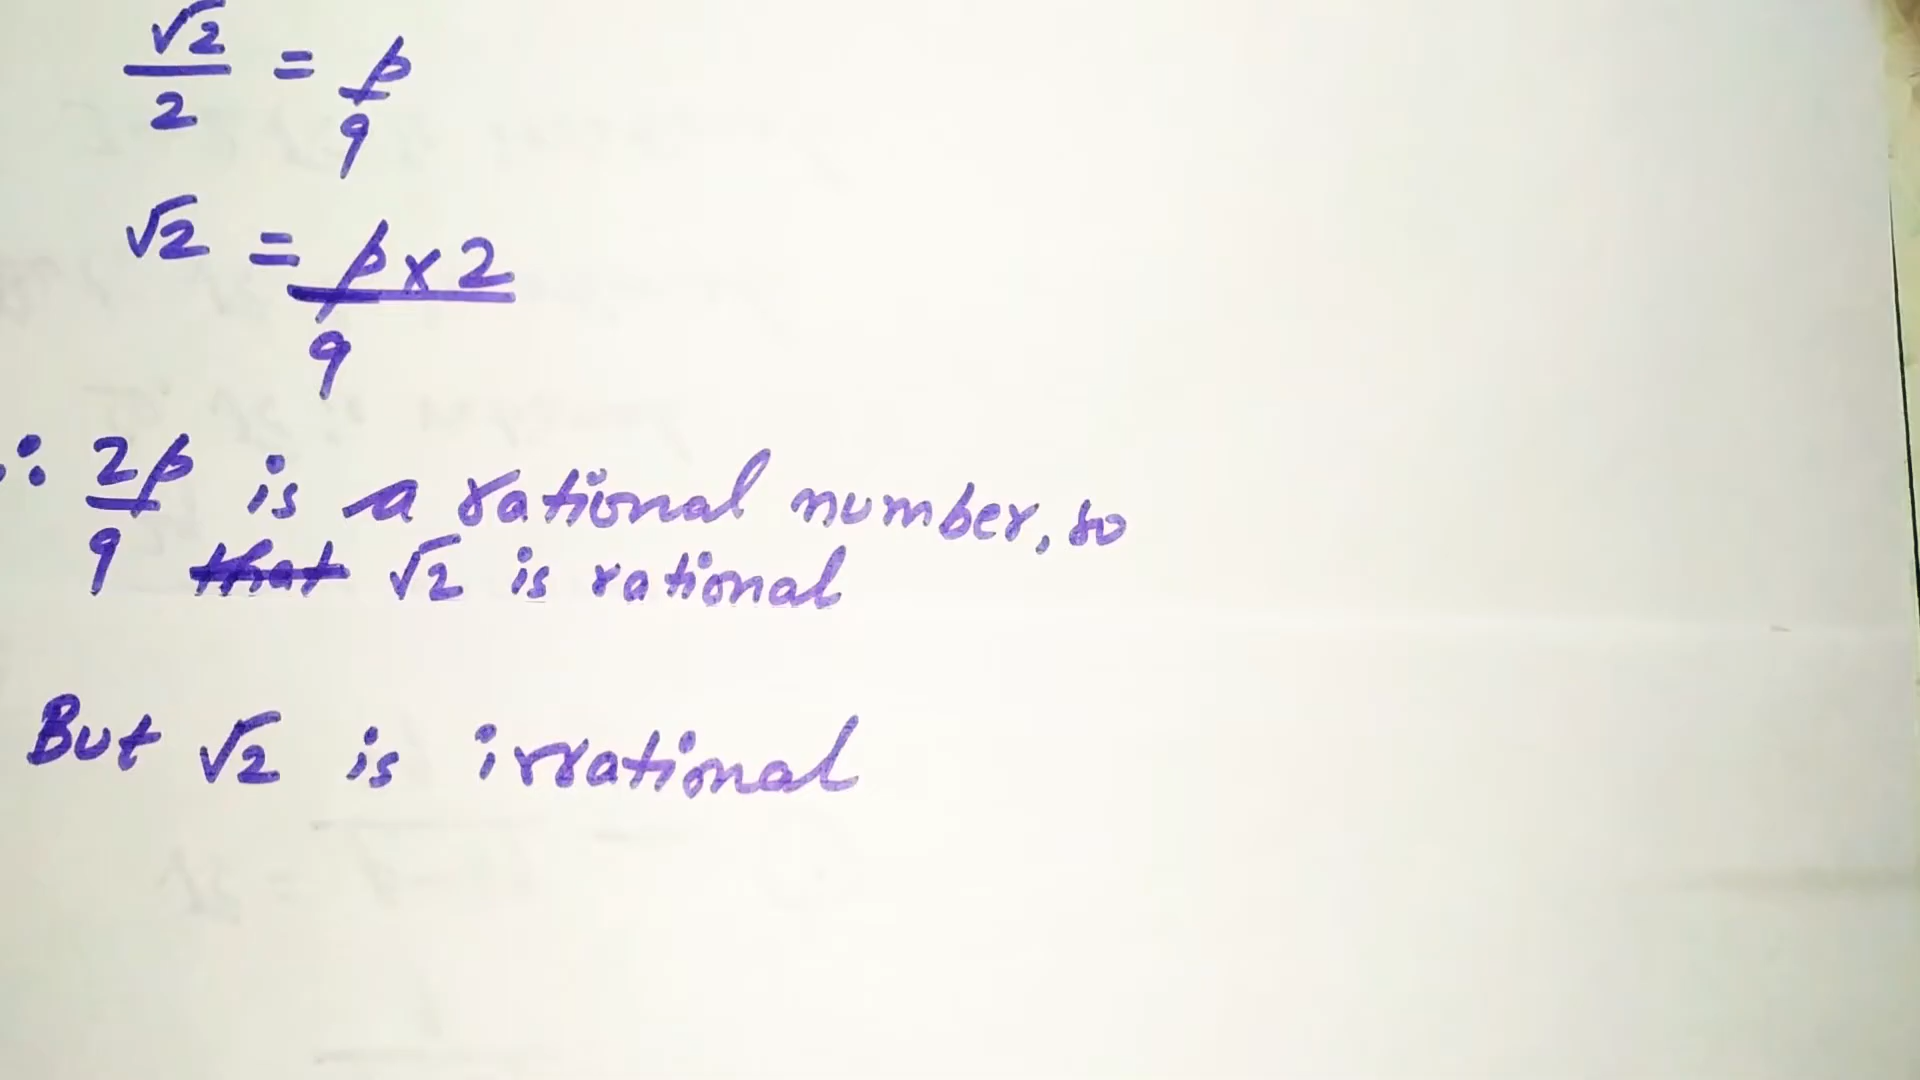 √2/2 = p/q
√2 = p×2/q
∴ 2p/q is a rational number, so
that √2 is rational
But √2 is irrational